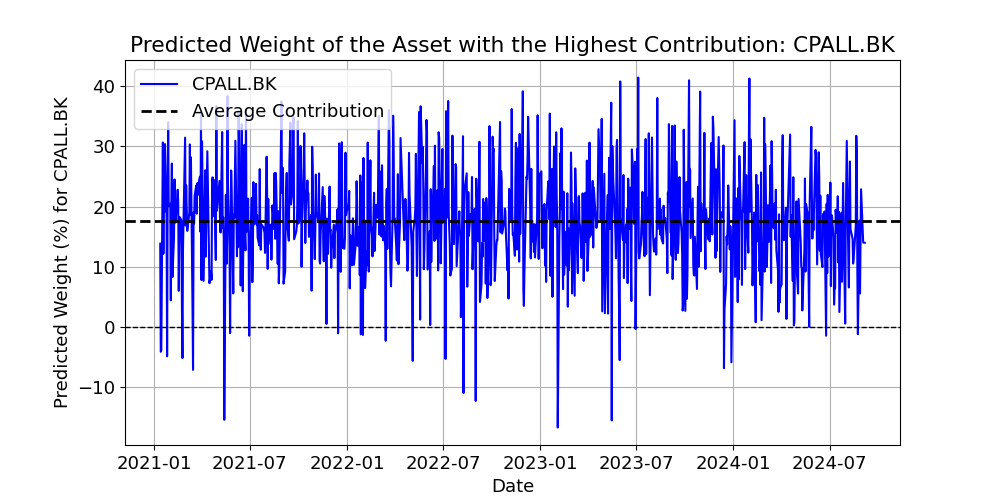 Predicted Weight of the Asset with the Highest Contribution: CPALL.BK
CPALL.BK
Average Contribution
Predicted Weight (%) for CPALL.BK
40
30
20
10
0
−10
2021-01 2021-07 2022-01 2022-07 2023-01 2023-07 2024-01 2024-07
Date